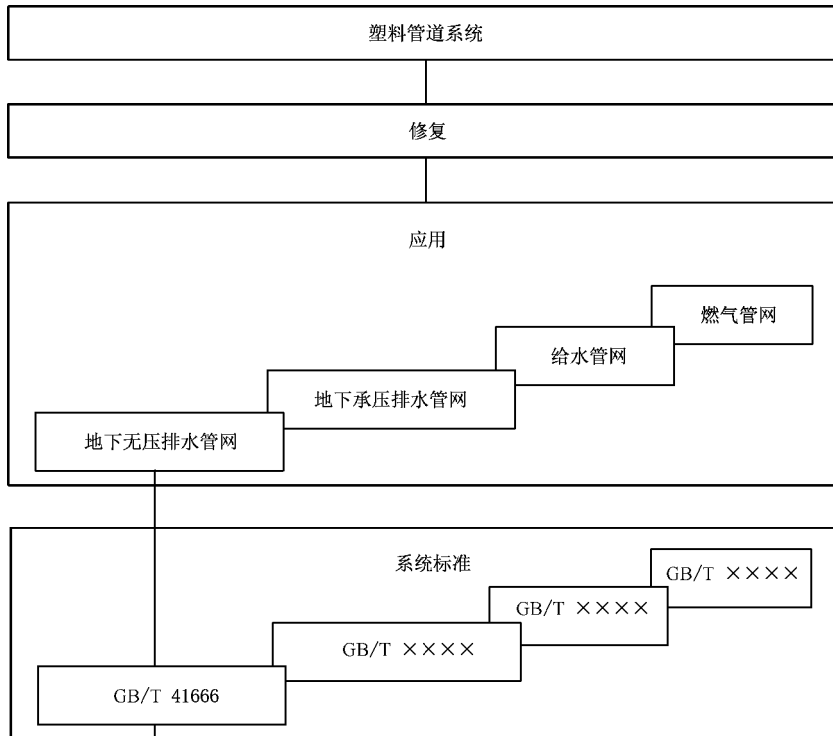 塑料管道系统
修复
应用
燃气管网
给水管网
地下承压排水管网
地下无压排水管网
系统标准
GB/T ××××
GB/T ××××
GB/T ××××
GB/T 41666